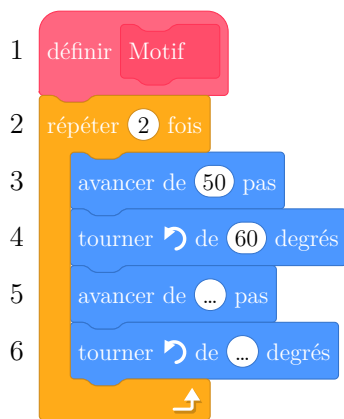 1 définir Motif
2 répéter 2 fois
3 avancer de 50 pas
4 tourner de 60 degrés
5 avancer de ... pas
6 tourner de ... degrés